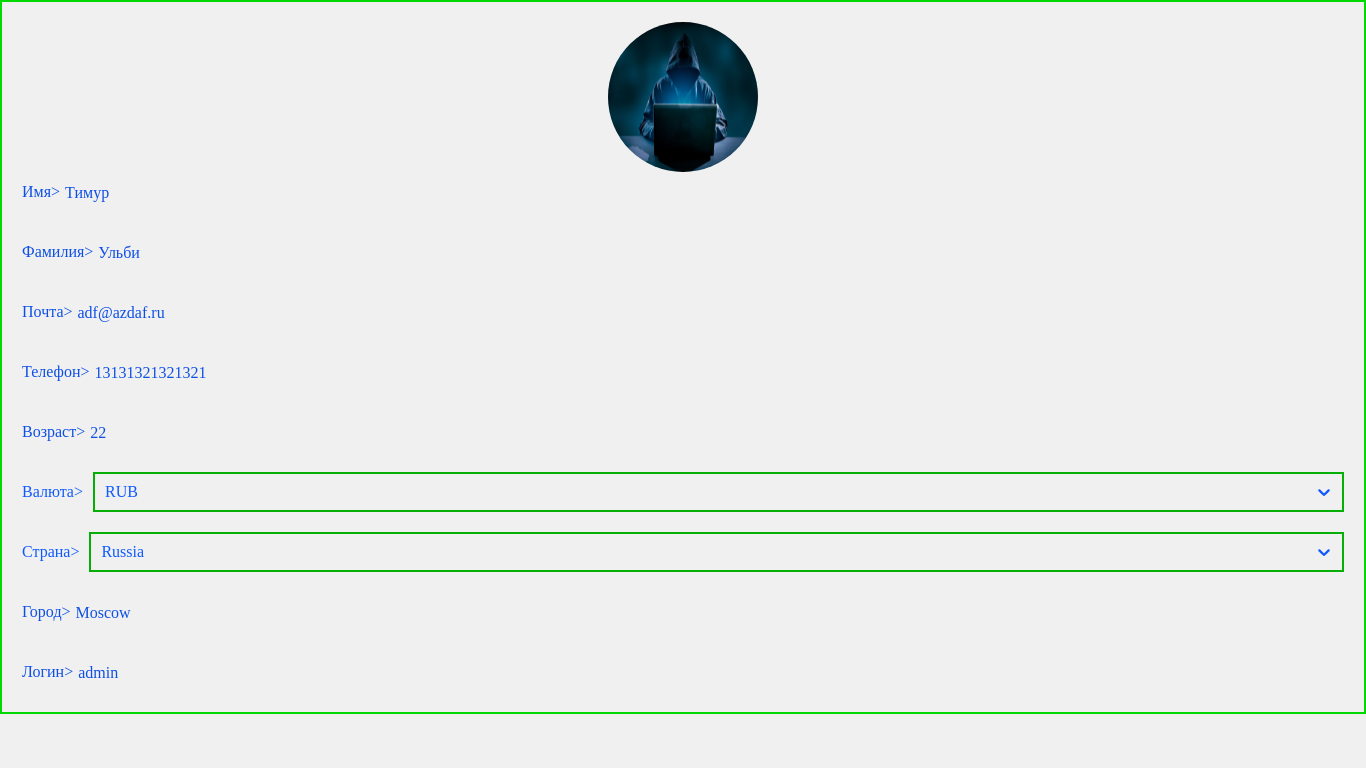 Имя> Тимур
Фамилия> Ульби
Почта> adf@azdaf.ru
Телефон> 13131321321321
Возраст> 22
Валюта> RUB
Страна> Russia
Город> Moscow
Логин> admin